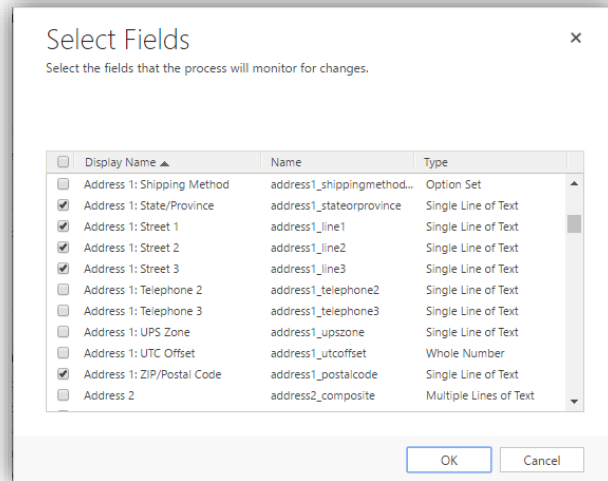 Select Fields
Select the fields that the process will monitor for changes.
Display Name Name Type
Address 1: Shipping Method address1_shippingmethod... Option Set
Address 1: State/Province address1_stateorprovince Single Line of Text
Address 1: Street 1 address1_line1 Single Line of Text
Address 1: Street 2 address1_line2 Single Line of Text
Address 1: Street 3 address1_line3 Single Line of Text
Address 1: Telephone 2 address1_telephone2 Single Line of Text
Address 1: Telephone 3 address1_telephone3 Single Line of Text
Address 1: UPS Zone address1_upszone Single Line of Text
Address 1: UTC Offset address1_utcoffset Whole Number
Address 1: ZIP/Postal Code address1_postalcode Single Line of Text
Address 2 address2_composite Multiple Lines of Text
OK Cancel